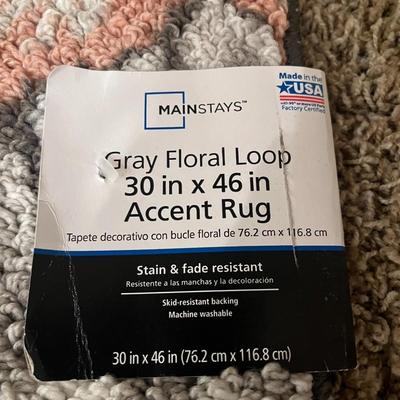 MAINSTAYS™
Made in the
USA
Factory Certified
Gray Floral Loop
30 in x 46 in
Accent Rug
Tapete decorativo con bucle floral de 76.2 cm x 116.8 cm
Stain & fade resistant
Resistente a las manchas y la decoloración
Skid-resistant backing
Machine washable
30 in x 46 in (76.2 cm x 116.8 cm)